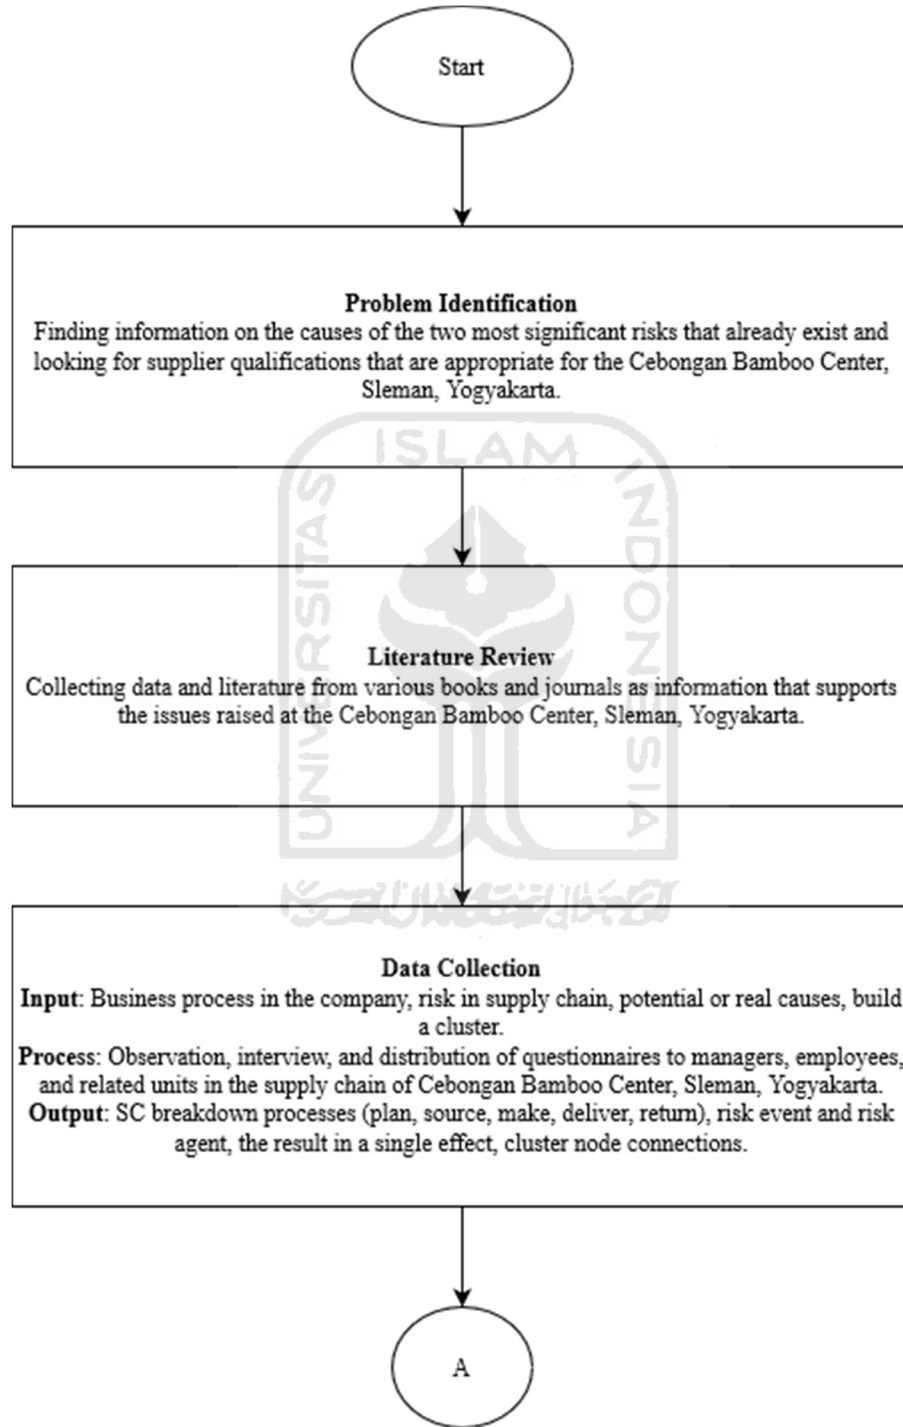 Start
Problem Identification
Finding information on the causes of the two most significant risks that already exist and
looking for supplier qualifications that are appropriate for the Cebongan Bamboo Center,
Sleman, Yogyakarta.
ISLAM
UNIVERSITAS
INDONESIA
Literature Review
Collecting data and literature from various books and journals as information that supports
the issues raised at the Cebongan Bamboo Center, Sleman, Yogyakarta.
Data Collection
Input: Business process in the company, risk in supply chain, potential or real causes, build
a cluster.
Process: Observation, interview, and distribution of questionnaires to managers, employees,
and related units in the supply chain of Cebongan Bamboo Center, Sleman, Yogyakarta.
Output: SC breakdown processes (plan, source, make, deliver, return), risk event and risk
agent, the result in a single effect, cluster node connections.
A